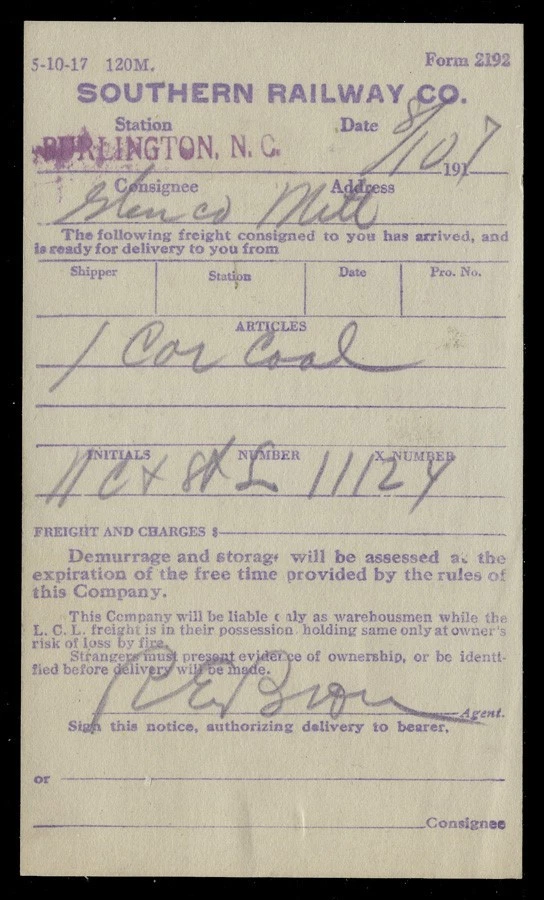 5-10-17 120M. Form 2192
SOUTHERN RAILWAY CO.
Station Date 8/10 1917
BURLINGTON, N. C.
Consignee Address
Glenco Mill
The following freight consigned to you has arrived, and
is ready for delivery to you from
Shipper Station Date Pro. No.
ARTICLES
1 Car Coal
INITIALS NUMBER X NUMBER
NC & St L 11124
FREIGHT AND CHARGES $
Demurrage and storage will be assessed at the
expiration of the free time provided by the rules of
this Company.
This Company will be liable only as warehousmen while the
L. C. L. freight is in their possession, holding same only at owner's
risk of loss by fire.
Strangers must present evidence of ownership, or be identi-
fied before delivery will be made.
R E Agent.
Sign this notice, authorizing delivery to bearer,
or
Consignee